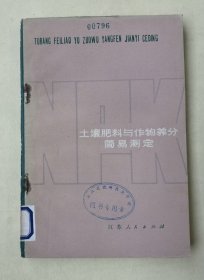 00796
TURANG FEILIAO YU ZUOWU YANGFEN JIANYI CEDING
NPK
土壤肥料与作物养分
简易测定
江苏人民出版社